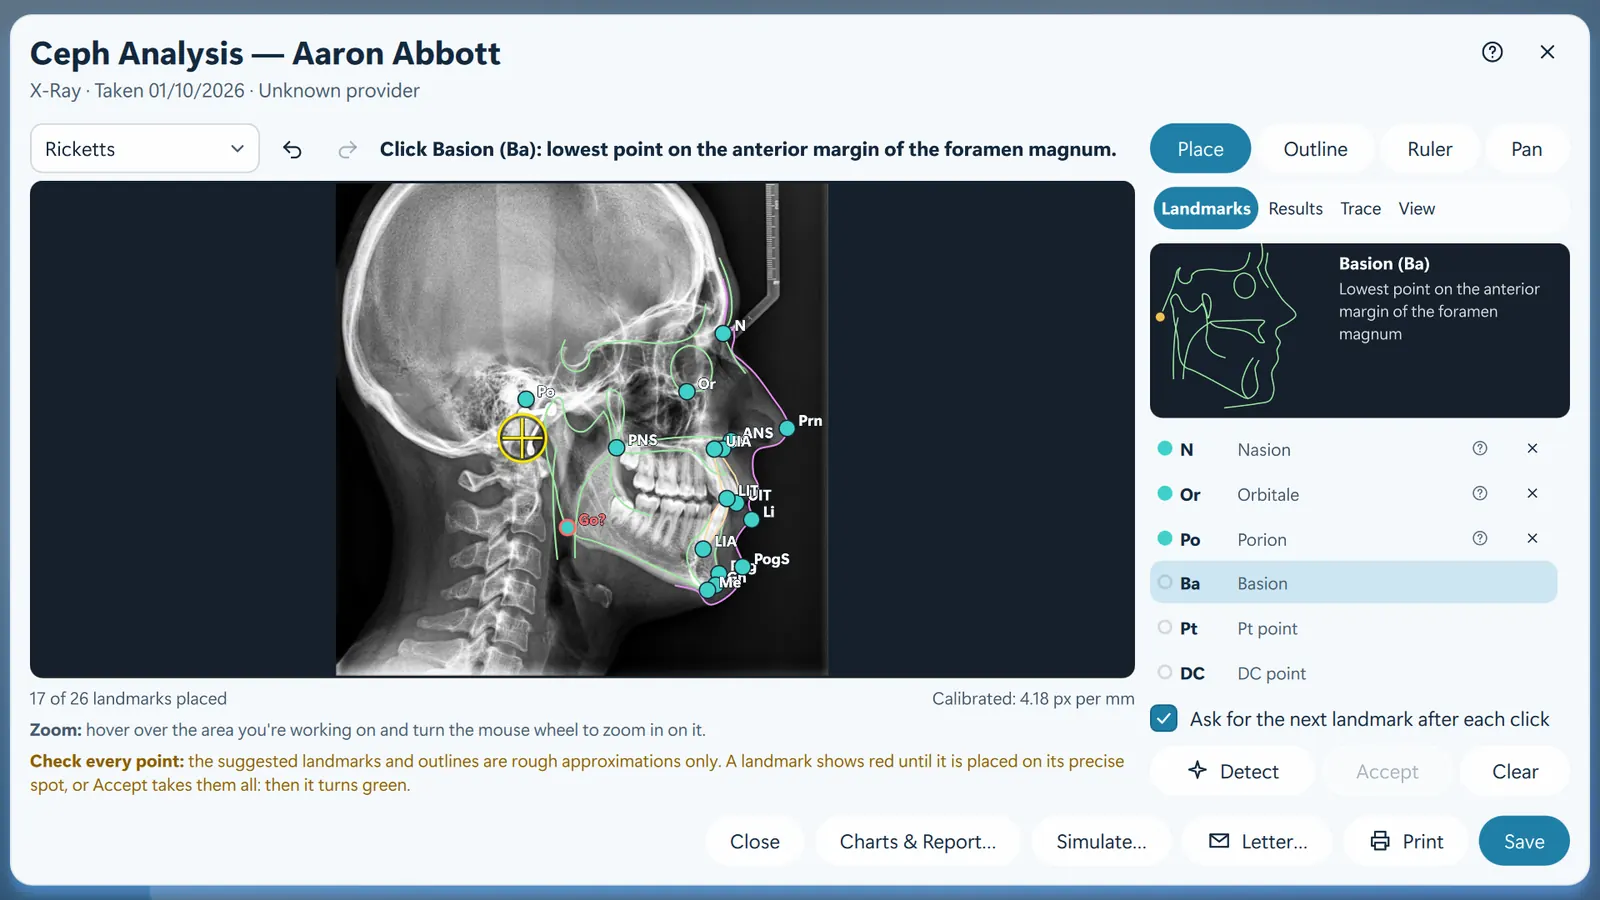 Ceph Analysis — Aaron Abbott
X-Ray · Taken 01/10/2026 · Unknown provider
Ricketts
Click Basion (Ba): lowest point on the anterior margin of the foramen magnum.
Place
Outline
Ruler
Pan
Landmarks
Results
Trace
View
Basion (Ba)
Lowest point on the anterior
margin of the foramen
magnum
N
Or
Po
Prn
ANS
UIA
PNS
LIT
UIT
Li
Go?
LIA
PogS
Gn
Me
N Nasion
Or Orbitale
Po Porion
Ba Basion
Pt Pt point
DC DC point
17 of 26 landmarks placed
Calibrated: 4.18 px per mm
Ask for the next landmark after each click
Zoom: hover over the area you're working on and turn the mouse wheel to zoom in on it.
Check every point: the suggested landmarks and outlines are rough approximations only. A landmark shows red until it is placed on its precise
spot, or Accept takes them all: then it turns green.
Detect
Accept
Clear
Close
Charts & Report...
Simulate...
Letter...
Print
Save